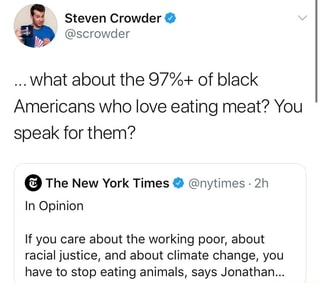 Steven Crowder
@scrowder
... what about the 97%+ of black
Americans who love eating meat? You
speak for them?
The New York Times @nytimes · 2h
In Opinion
If you care about the working poor, about
racial justice, and about climate change, you
have to stop eating animals, says Jonathan...